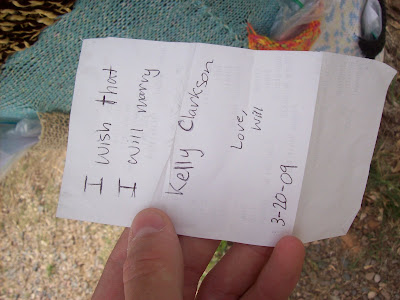 I wish that
I will marry
Kelly Clarkson
Love,
Will
3-20-09